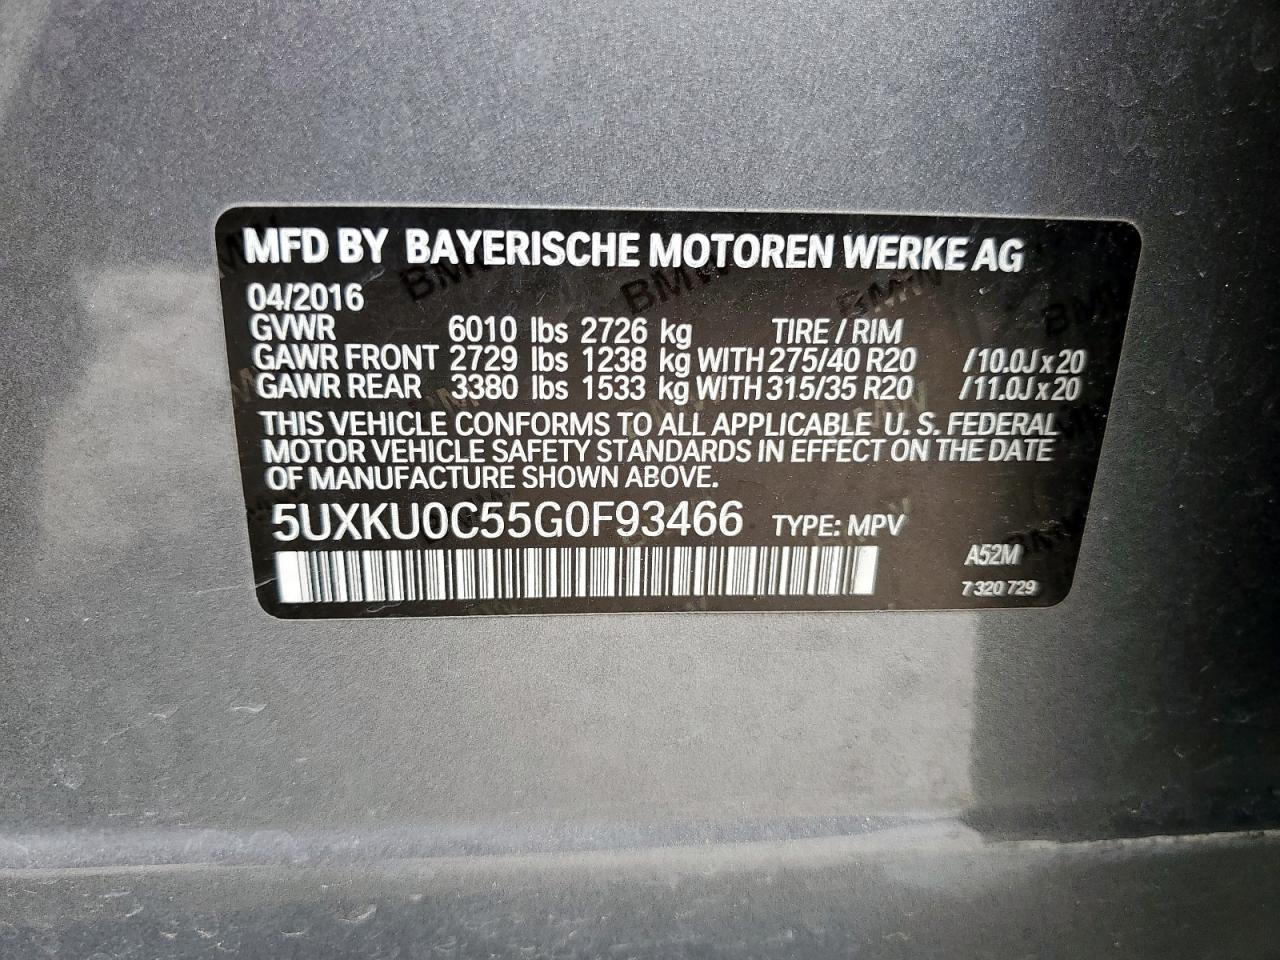 MFD BY BAYERISCHE MOTOREN WERKE AG
04/2016
GVWR 6010 lbs 2726 kg TIRE / RIM
GAWR FRONT 2729 lbs 1238 kg WITH 275/40 R20 /10.0J x 20
GAWR REAR 3380 lbs 1533 kg WITH 315/35 R20 /11.0J x 20
THIS VEHICLE CONFORMS TO ALL APPLICABLE U. S. FEDERAL
MOTOR VEHICLE SAFETY STANDARDS IN EFFECT ON THE DATE
OF MANUFACTURE SHOWN ABOVE.
5UXKU0C55G0F93466 TYPE: MPV
A52M
7 320 729